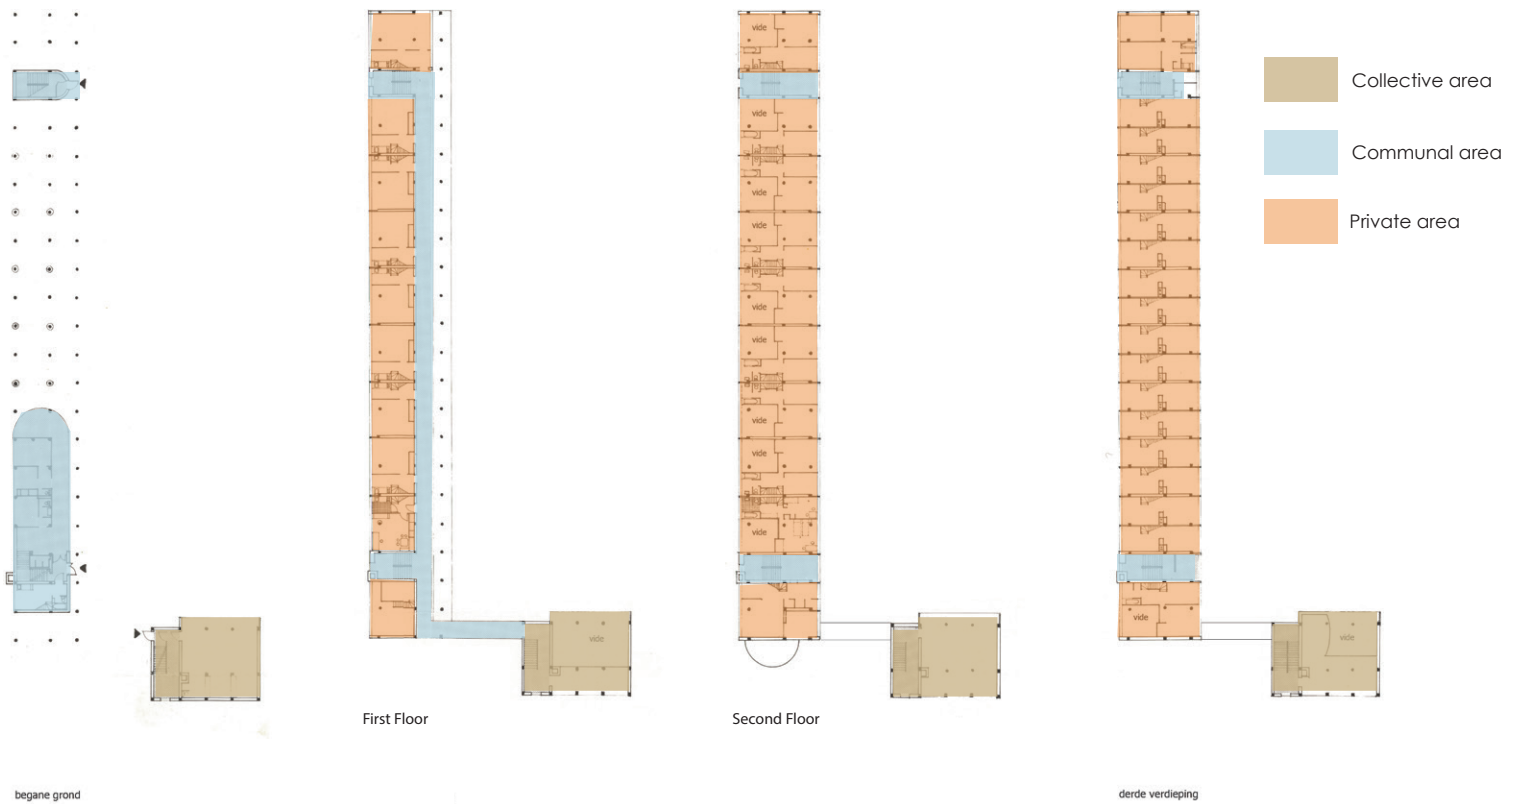 vide
vide
vide
vide
vide
vide
vide
vide
vide
vide
vide
vide
Collective area
Communal area
Private area
First Floor
Second Floor
begane grond
derde verdieping